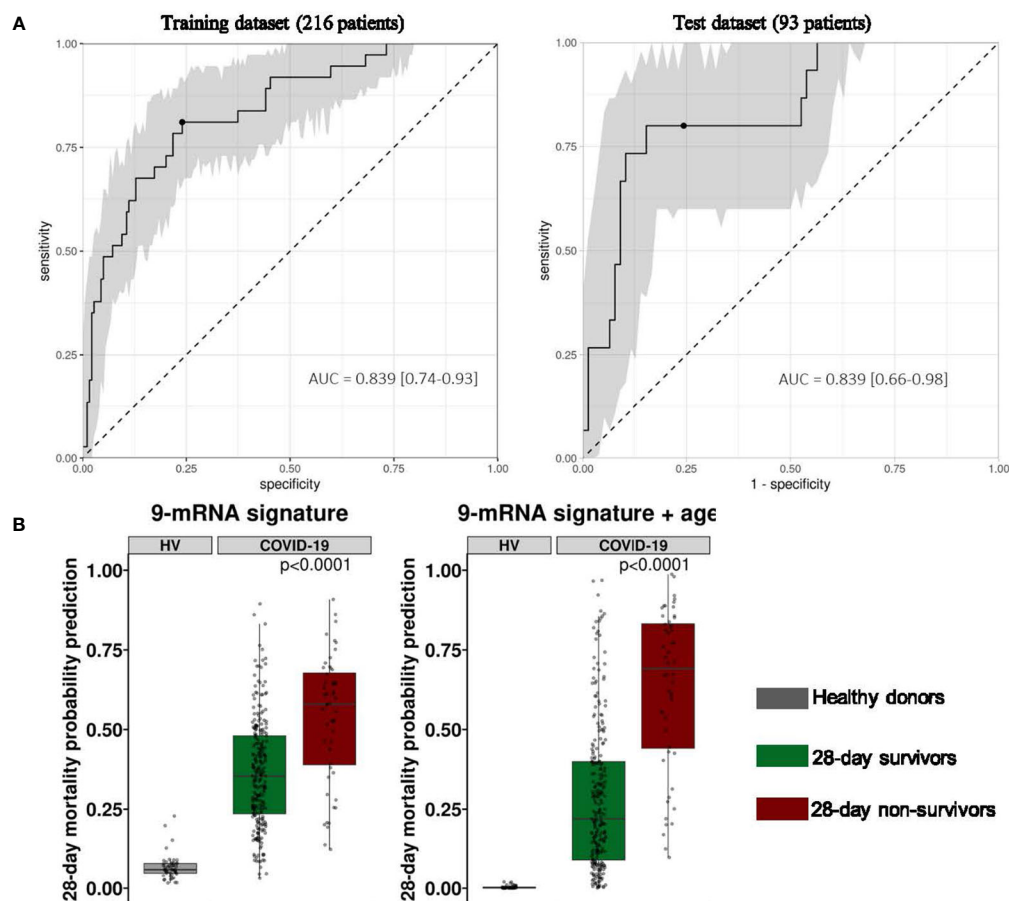 A
Training dataset (216 patients)
Test dataset (93 patients)
1.00
0.75
0.50
0.25
0.00
sensitivity
AUC = 0.839 [0.74-0.93]
0.00
0.25
0.50
0.75
1.00
specificity
1.00
0.75
0.50
0.25
0.00
sensitivity
AUC = 0.839 [0.66-0.98]
0.00
0.25
0.50
0.75
1.00
1 - specificity
B
9-mRNA signature
HV
COVID-19
p<0.0001
1.00
0.75
0.50
0.25
0.00
28-day mortality probability prediction
9-mRNA signature + age
HV
COVID-19
p<0.0001
1.00
0.75
0.50
0.25
0.00
28-day mortality probability prediction
Healthy donors
28-day survivors
28-day non-survivors